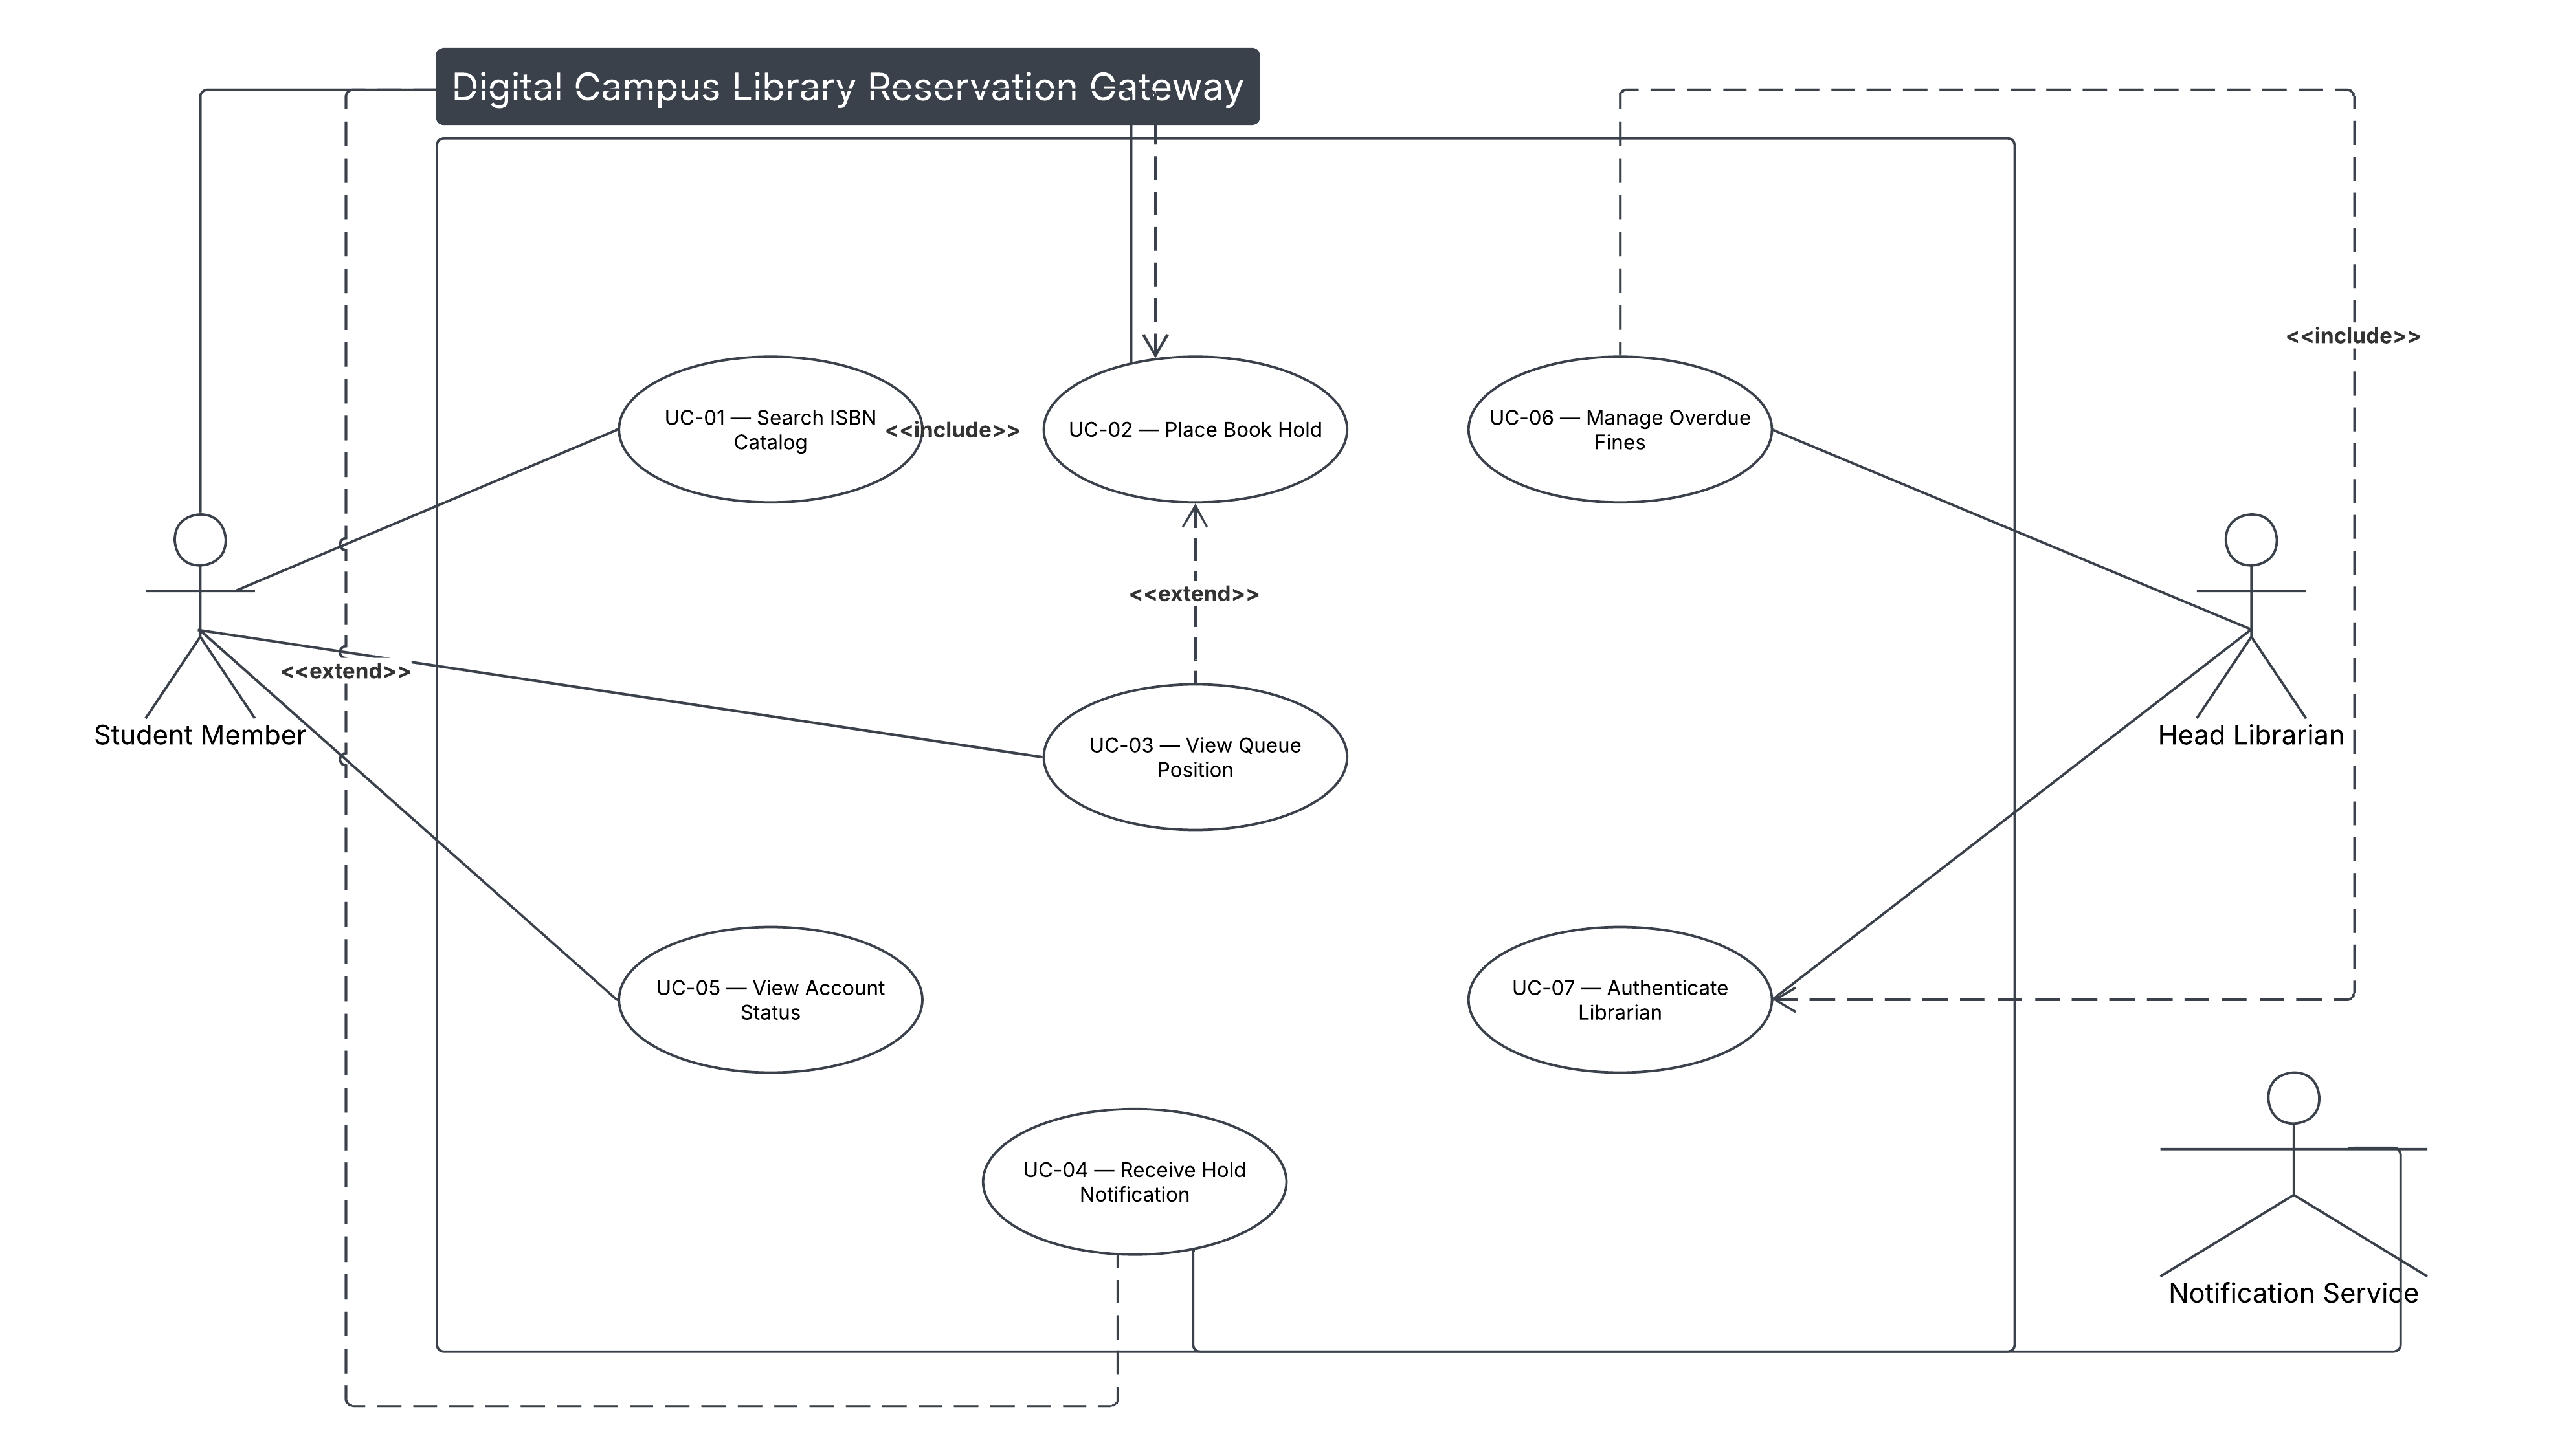 Digital Campus Library Reservation Gateway
<<include>>
UC-01 — Search ISBN
Catalog
<<include>>
UC-02 — Place Book Hold
UC-06 — Manage Overdue
Fines
<<extend>>
<<extend>>
Student Member
Head Librarian
UC-03 — View Queue
Position
UC-05 — View Account
Status
UC-07 — Authenticate
Librarian
UC-04 — Receive Hold
Notification
Notification Service